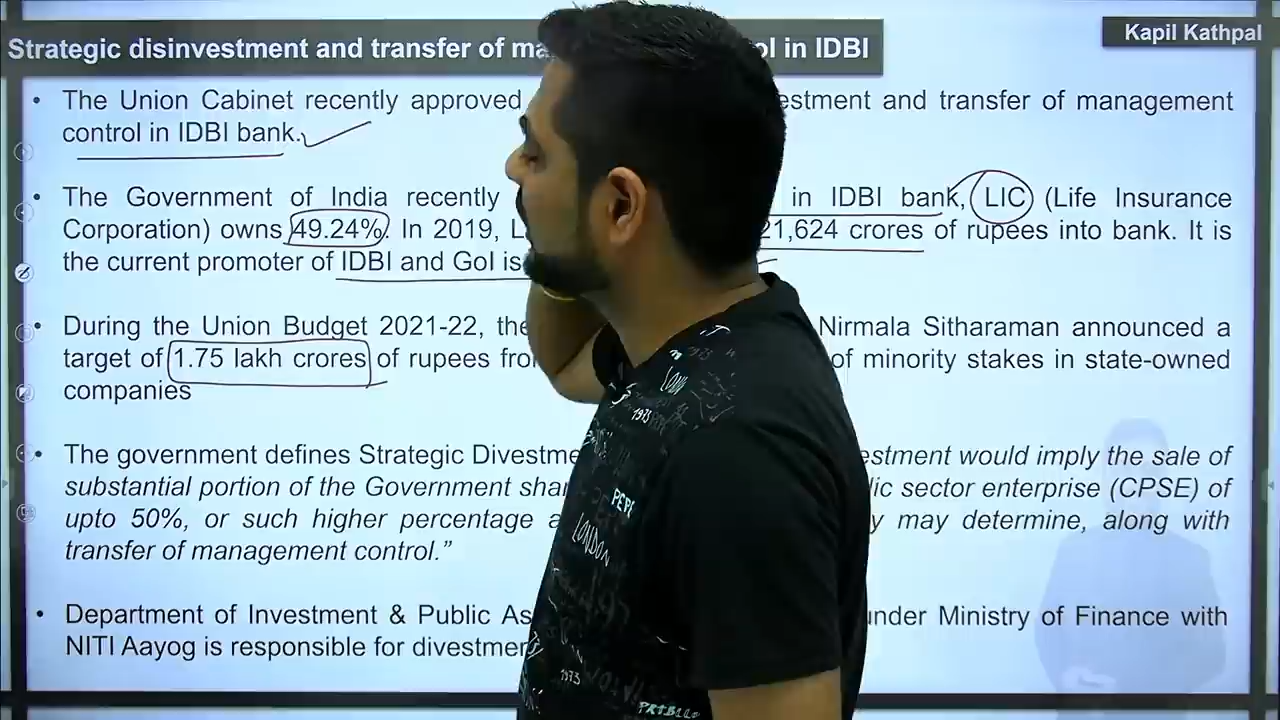 Strategic disinvestment and transfer of ma ol in IDBI
Kapil Kathpal
• The Union Cabinet recently approved estment and transfer of management
control in IDBI bank.
• The Government of India recently in IDBI bank, LIC (Life Insurance
Corporation) owns 49.24%. In 2019, L 21,624 crores of rupees into bank. It is
the current promoter of IDBI and GoI is
• During the Union Budget 2021-22, the Nirmala Sitharaman announced a
target of 1.75 lakh crores of rupees fro of minority stakes in state-owned
companies
• The government defines Strategic Divestme estment would imply the sale of
substantial portion of the Government shar lic sector enterprise (CPSE) of
upto 50%, or such higher percentage a y may determine, along with
transfer of management control.”
• Department of Investment & Public As under Ministry of Finance with
NITI Aayog is responsible for divestmen
1973
LONDON
1973